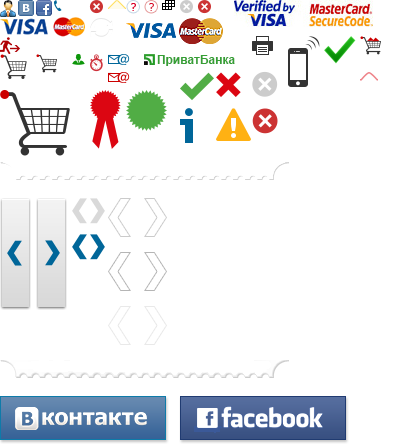 B f ? ?
VISA MasterCard VISA MasterCard
Verified by
VISA
MasterCard.
SecureCode.
@ ПриватБанка
@
i !
В контакте f facebook